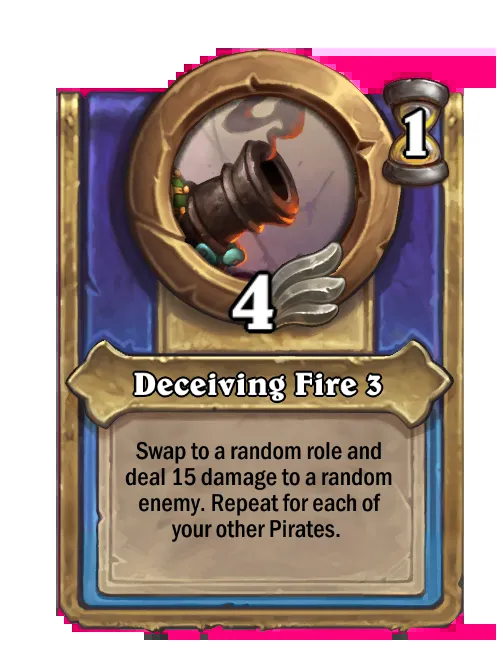 1
4
Deceiving Fire 3
Swap to a random role and
deal 15 damage to a random
enemy. Repeat for each of
your other Pirates.